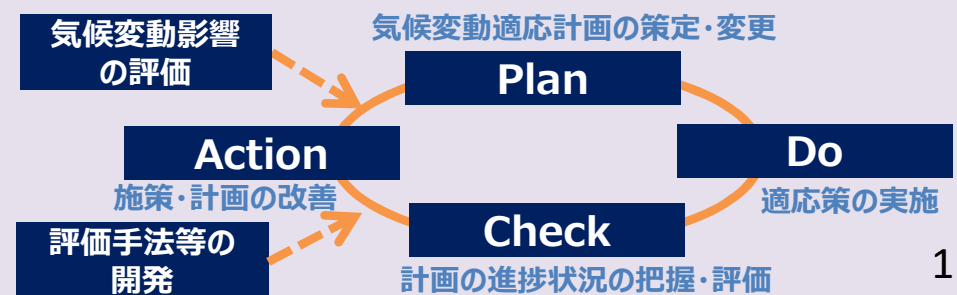 気候変動影響
の評価
気候変動適応計画の策定･変更
Plan
Action
施策･計画の改善
Do
適応策の実施
評価手法等の
開発
Check
計画の進捗状況の把握･評価
1